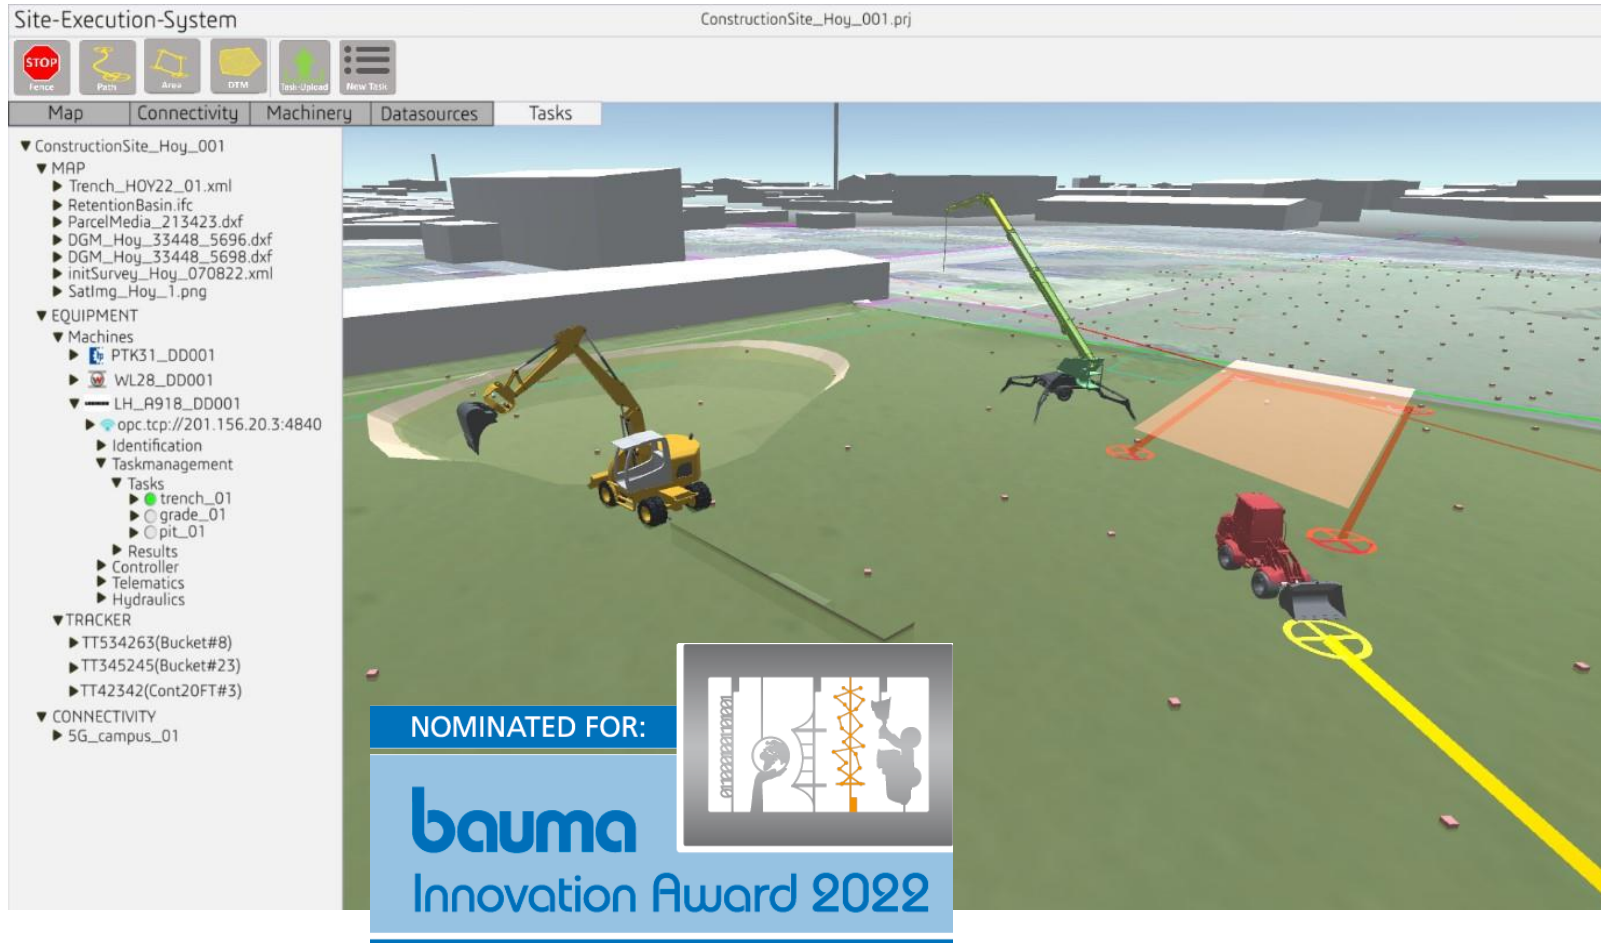 Site-Execution-System
ConstructionSite_Hoy_001.prj
STOP
Fence
Path
Area
DTM
Task-Upload
New Task
Map
Connectivity
Machinery
Datasources
Tasks
ConstructionSite_Hoy_001
MAP
Trench_HOY22_01.xml
RetentionBasin.ifc
ParcelMedia_213423.dxf
DGM_Hoy_33448_5696.dxf
DGM_Hoy_33448_5698.dxf
initSurvey_Hoy_070822.xml
SatImg_Hoy_1.png
EQUIPMENT
Machines
PTK31_DD001
WL28_DD001
LH_A918_DD001
opc.tcp://201.156.20.3:4840
Identification
Taskmanagement
Tasks
trench_01
grade_01
pit_01
Results
Controller
Telematics
Hydraulics
TRACKER
TT534263(Bucket#8)
TT345245(Bucket#23)
TT42342(Cont20FT#3)
CONNECTIVITY
5G_campus_01
NOMINATED FOR:
bauma
Innovation Award 2022